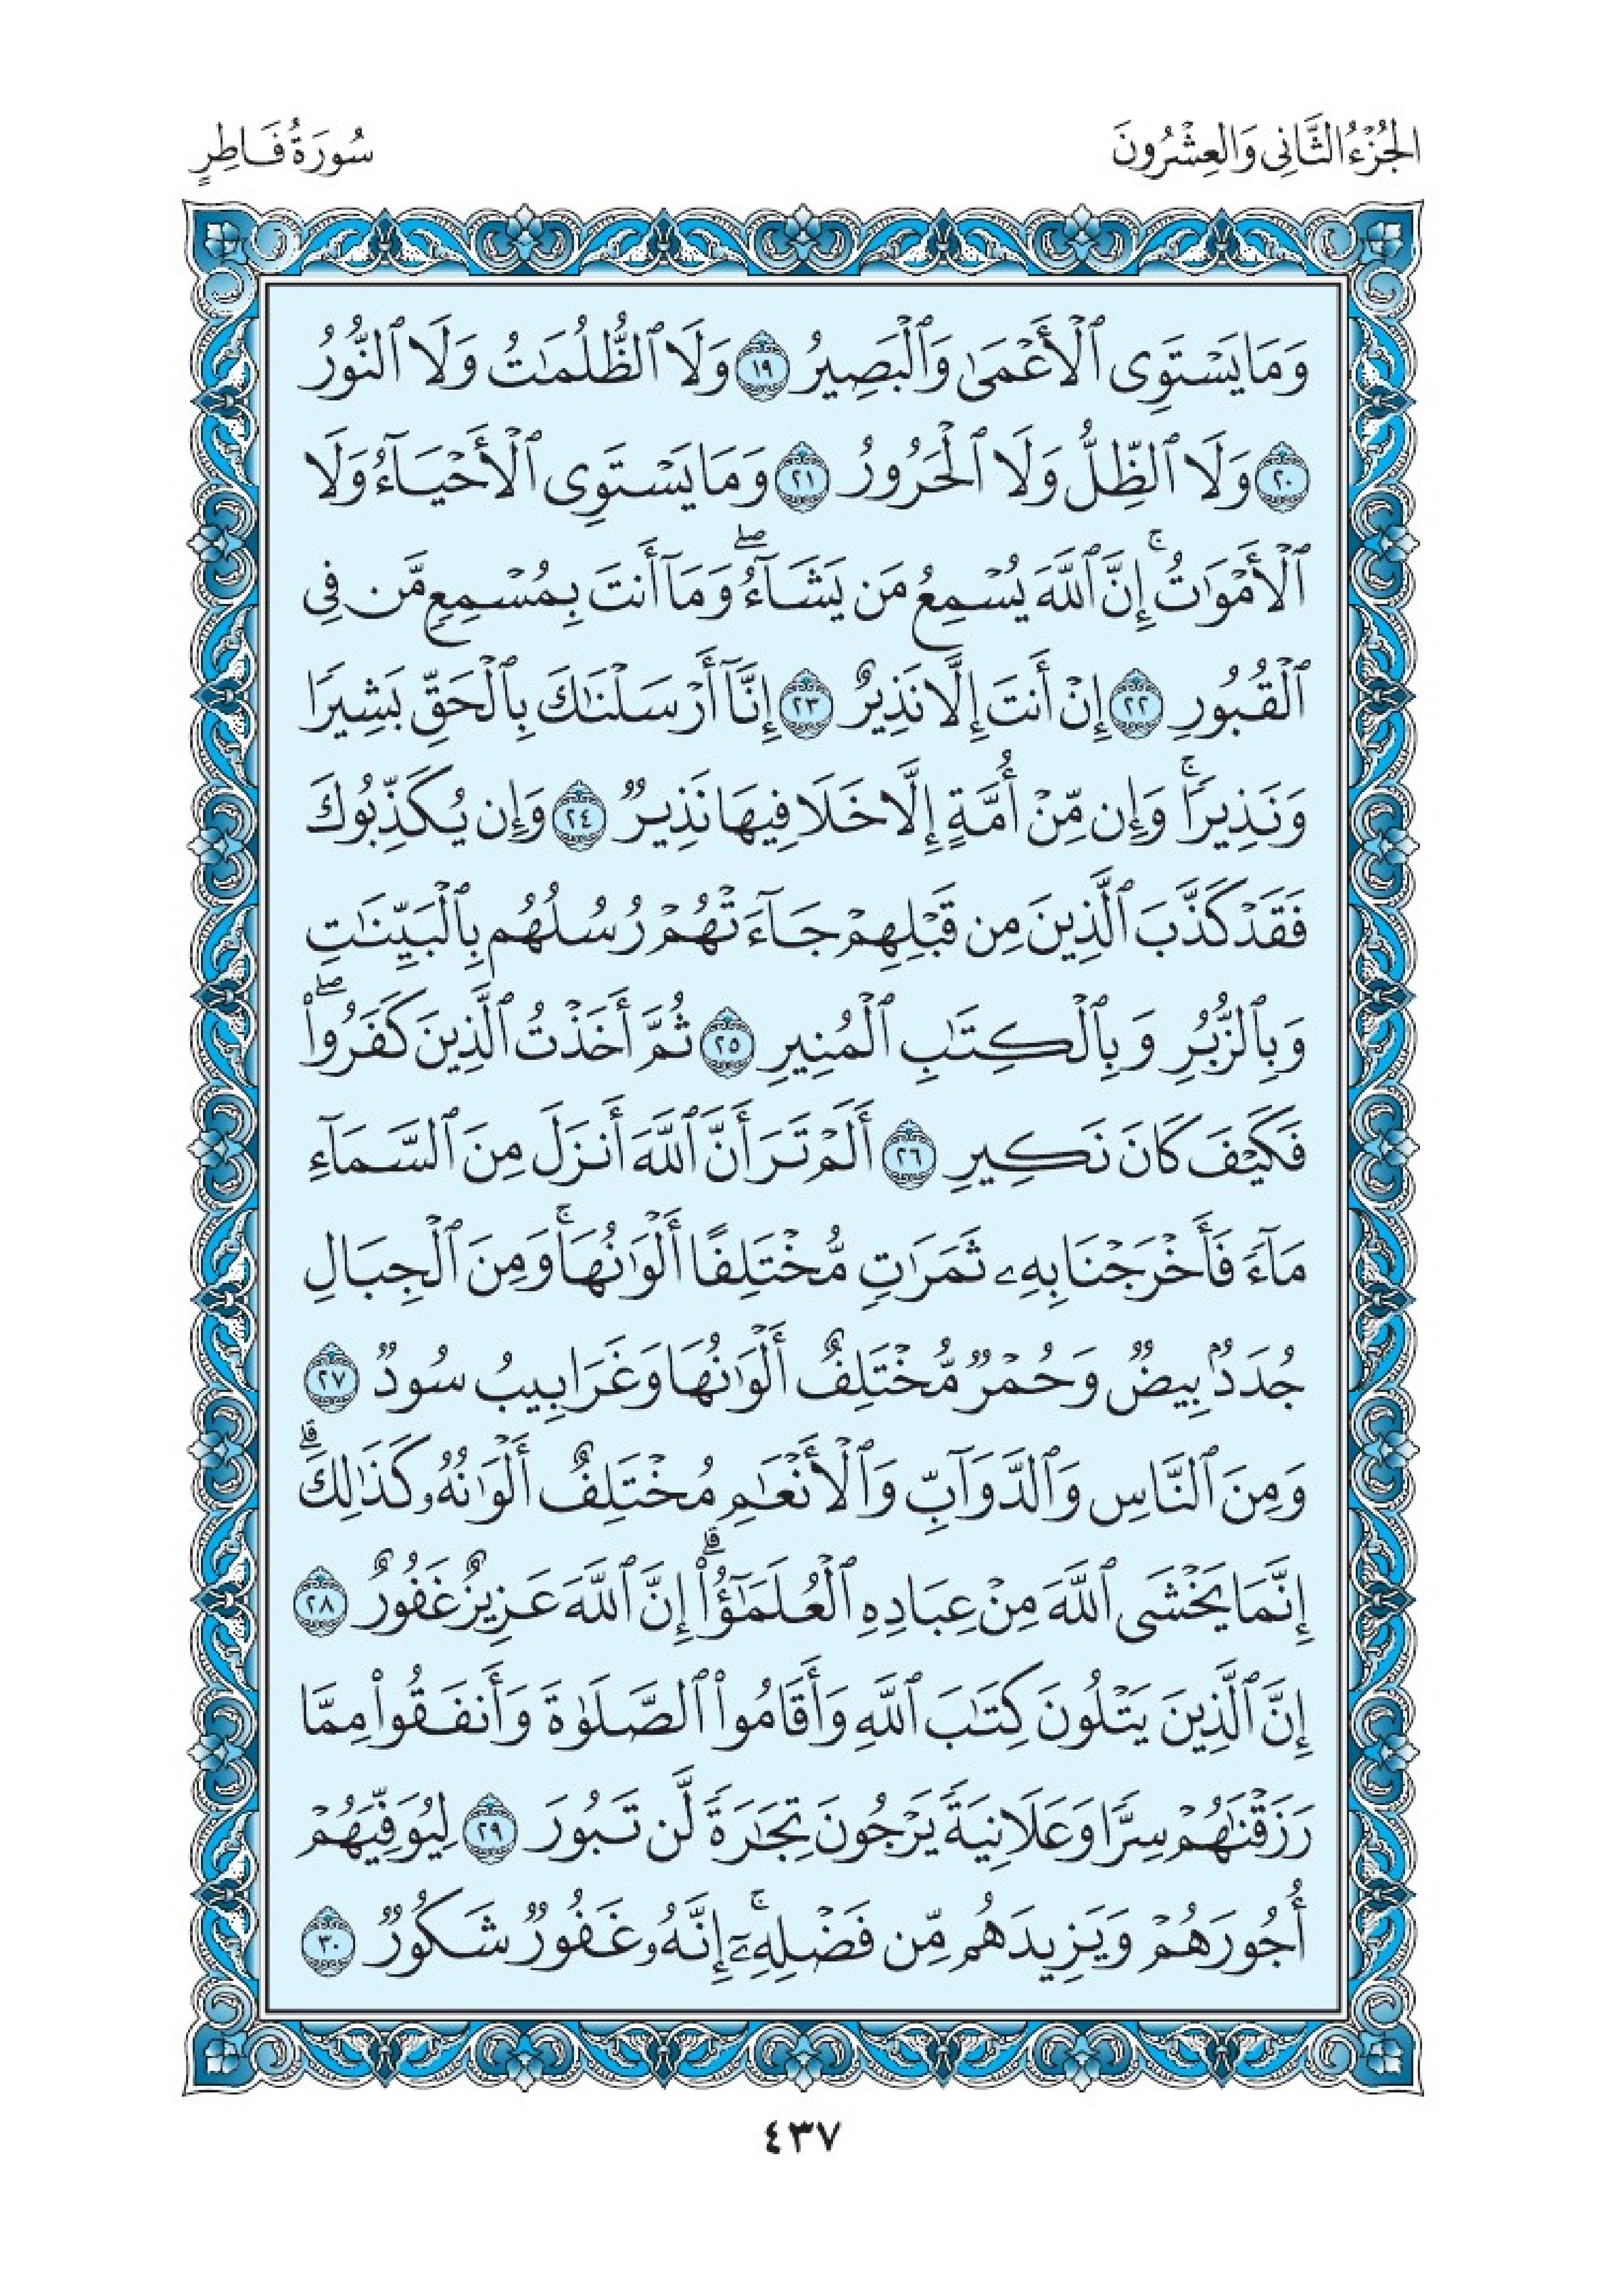 الجُزْءُ الثَّانِي وَالعِشْرُونَ
سُورَةُ فَاطِرٍ
وَمَا يَسْتَوِى ٱلْأَعْمَىٰ وَٱلْبَصِيرُ ١٩ وَلَا ٱلظُّلُمَٰتُ وَلَا ٱلنُّورُ
٢٠ وَلَا ٱلظِّلُّ وَلَا ٱلْحَرُورُ ٢١ وَمَا يَسْتَوِى ٱلْأَحْيَآءُ وَلَا
ٱلْأَمْوَٰتُ ۚ إِنَّ ٱللَّهَ يُسْمِعُ مَن يَشَآءُ ۖ وَمَآ أَنتَ بِمُسْمِعٍ مَّن فِى
ٱلْقُبُورِ ٢٢ إِنْ أَنتَ إِلَّا نَذِيرٌ ٢٣ إِنَّآ أَرْسَلْنَٰكَ بِٱلْحَقِّ بَشِيرًا
وَنَذِيرًا ۚ وَإِن مِّنْ أُمَّةٍ إِلَّا خَلَا فِيهَا نَذِيرٌ ٢٤ وَإِن يُكَذِّبُوكَ
فَقَدْ كَذَّبَ ٱلَّذِينَ مِن قَبْلِهِمْ جَآءَتْهُمْ رُسُلُهُم بِٱلْبَيِّنَٰتِ
وَبِٱلزُّبُرِ وَبِٱلْكِتَٰبِ ٱلْمُنِيرِ ٢٥ ثُمَّ أَخَذْتُ ٱلَّذِينَ كَفَرُوا۟ ۖ
فَكَيْفَ كَانَ نَكِيرِ ٢٦ أَلَمْ تَرَ أَنَّ ٱللَّهَ أَنزَلَ مِنَ ٱلسَّمَآءِ
مَآءً فَأَخْرَجْنَا بِهِۦ ثَمَرَٰتٍ مُّخْتَلِفًا أَلْوَٰنُهَا ۚ وَمِنَ ٱلْجِبَالِ
جُدَدٌۢ بِيضٌ وَحُمْرٌ مُّخْتَلِفٌ أَلْوَٰنُهَا وَغَرَابِيبُ سُودٌ ٢٧
وَمِنَ ٱلنَّاسِ وَٱلدَّوَآبِّ وَٱلْأَنْعَٰمِ مُخْتَلِفٌ أَلْوَٰنُهُۥ كَذَٰلِكَ ۗ
إِنَّمَا يَخْشَى ٱللَّهَ مِنْ عِبَادِهِ ٱلْعُلَمَٰٓؤُا۟ ۗ إِنَّ ٱللَّهَ عَزِيزٌ غَفُورٌ ٢٨
إِنَّ ٱلَّذِينَ يَتْلُونَ كِتَٰبَ ٱللَّهِ وَأَقَامُوا۟ ٱلصَّلَوٰةَ وَأَنفَقُوا۟ مِمَّا
رَزَقْنَٰهُمْ سِرًّا وَعَلَانِيَةً يَرْجُونَ تِجَٰرَةً لَّن تَبُورَ ٢٩ لِيُوَفِّيَهُمْ
أُجُورَهُمْ وَيَزِيدَهُم مِّن فَضْلِهِۦٓ ۚ إِنَّهُۥ غَفُورٌ شَكُورٌ ٣٠
٤٣٧